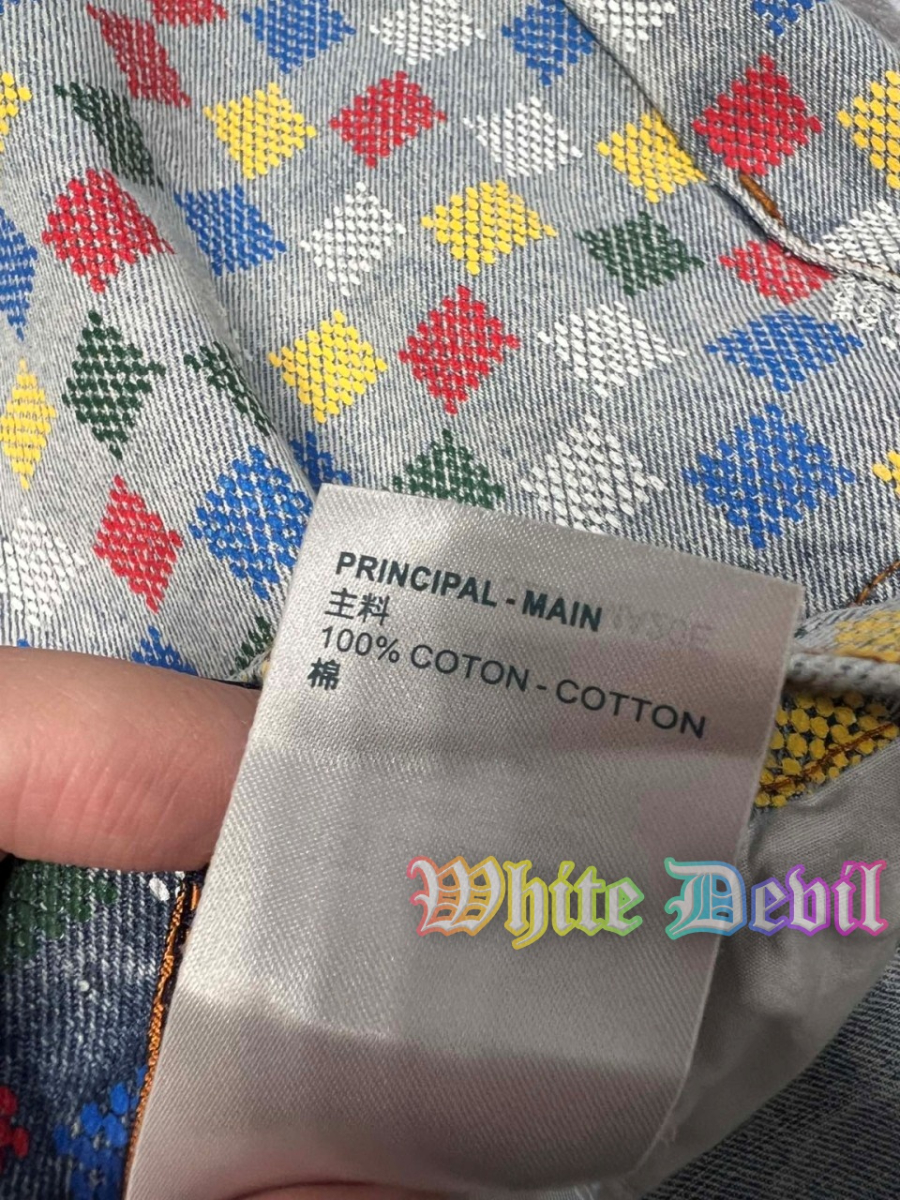 PRINCIPAL - MAIN
主料
100% COTON - COTTON
棉
White Devil